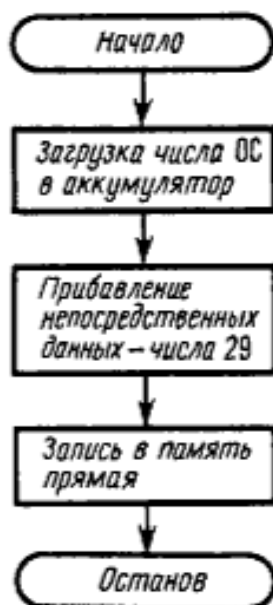 Начало
Загрузка числа 0С
в аккумулятор
Прибавление
непосредственных
данных – числа 29
Запись в память
прямая
Останов